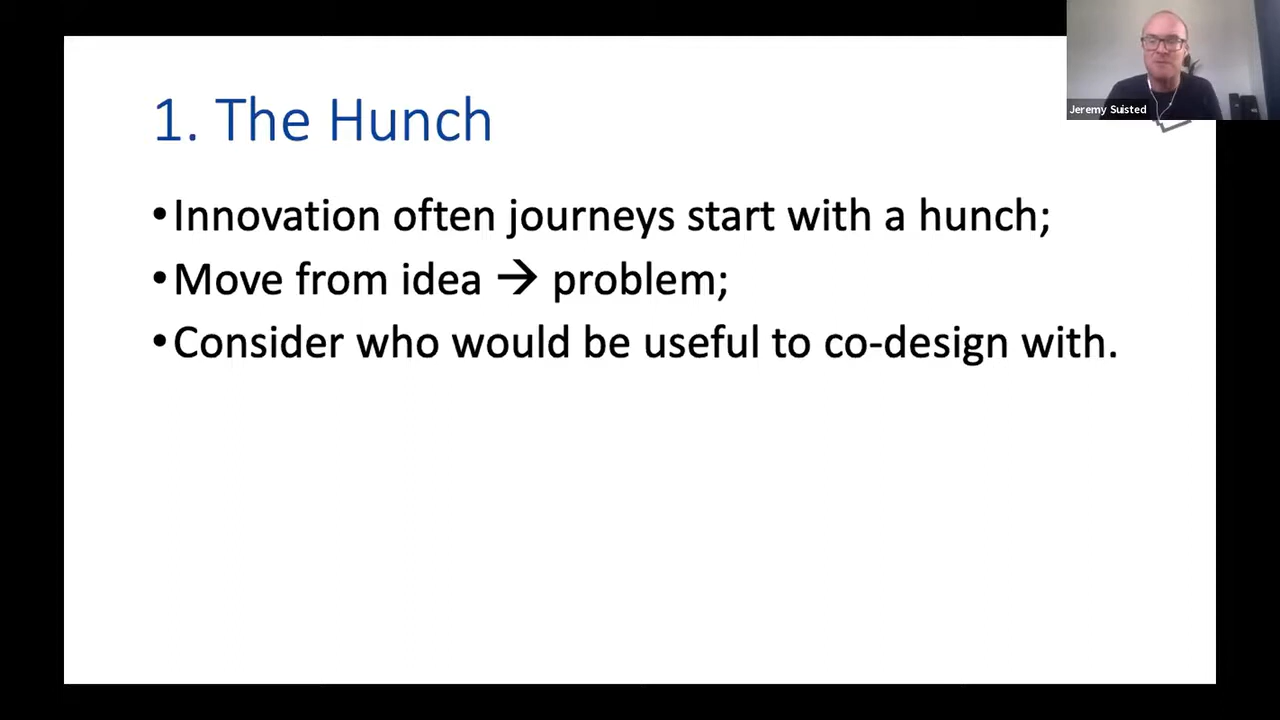 Jeremy Suisted
1. The Hunch
•Innovation often journeys start with a hunch;
•Move from idea → problem;
•Consider who would be useful to co-design with.